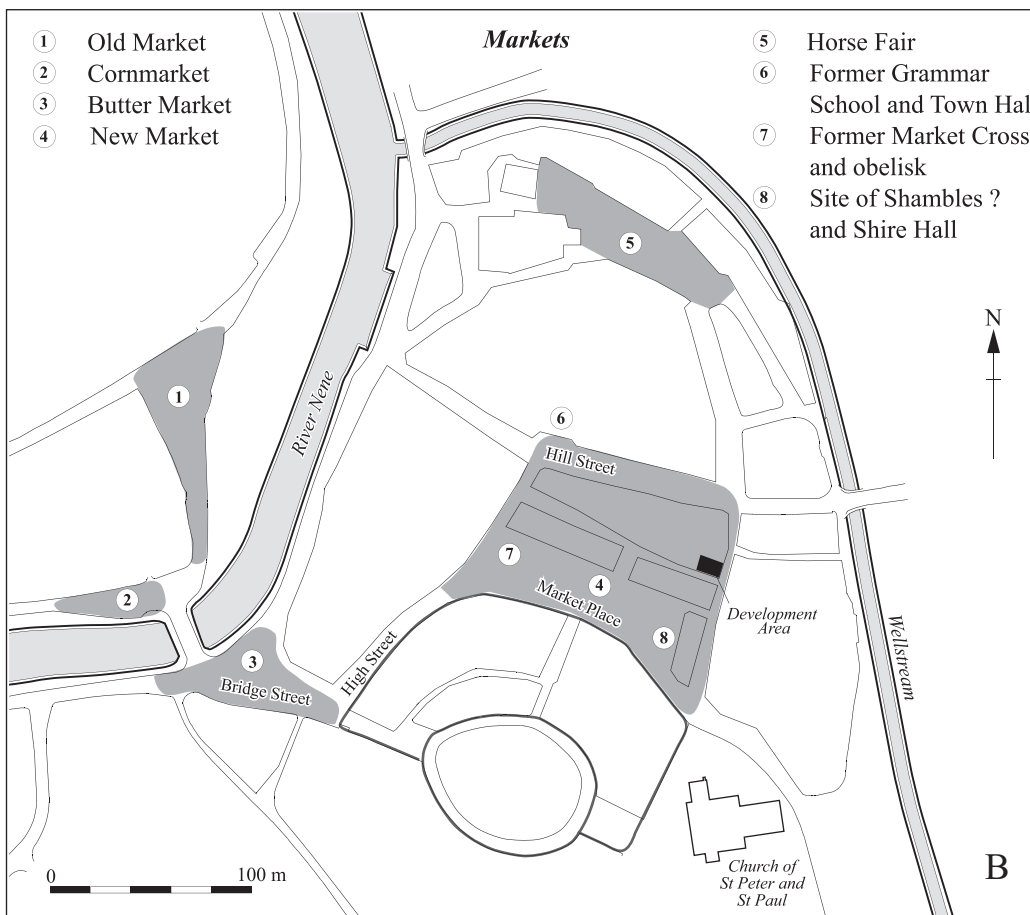 Markets
1 Old Market
2 Cornmarket
3 Butter Market
4 New Market
5 Horse Fair
6 Former Grammar
School and Town Hal
7 Former Market Cross
and obelisk
8 Site of Shambles ?
and Shire Hall
N
5
1
River Nene
6
Hill Street
7
4
Market Place
8
Development
Area
2
3
Bridge Street
High Street
Wellstream
0 100 m
Church of
St Peter and
St Paul
B